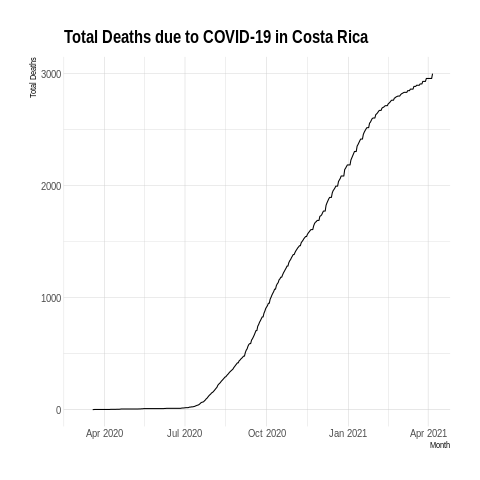 Total Deaths due to COVID-19 in Costa Rica
Total Deaths
3000
2000
1000
0
Apr 2020 Jul 2020 Oct 2020 Jan 2021 Apr 2021
Month